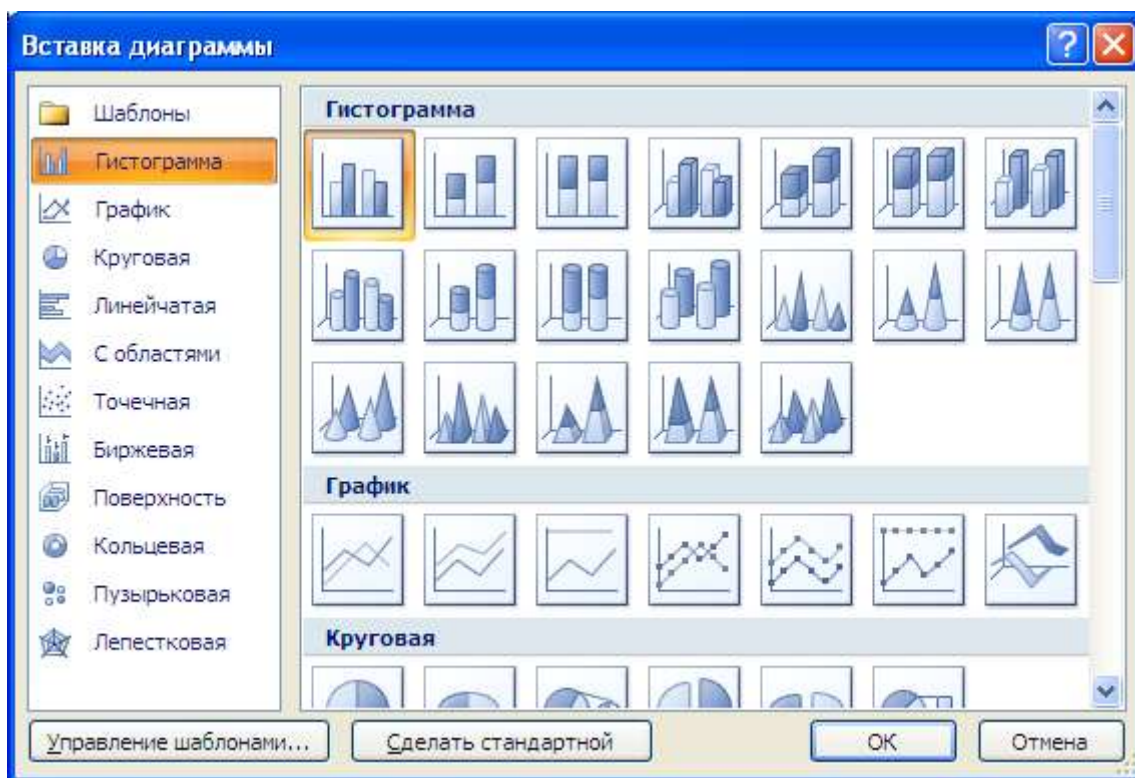 Вставка диаграммы
Шаблоны
Гистограмма
График
Круговая
Линейчатая
С областями
Точечная
Биржевая
Поверхность
Кольцевая
Пузырьковая
Лепестковая
Гистограмма
График
Круговая
Управление шаблонами...
Сделать стандартной
ОК
Отмена